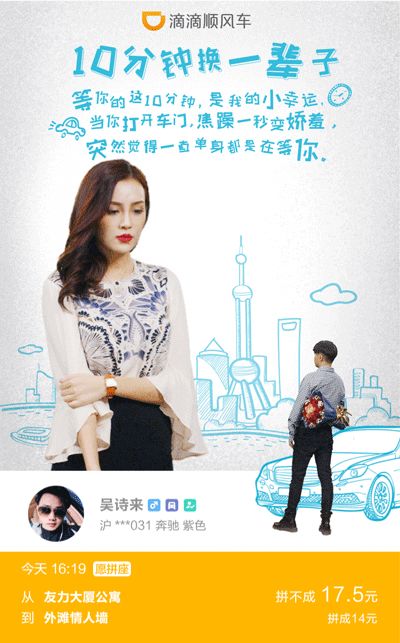 滴滴顺风车
10分钟换一辈子
等你的这10分钟,是我的小幸运.
当你打开车门,焦躁一秒变娇羞,
突然觉得一直单身都是在等你.
吴诗来
沪 ***031 奔驰 紫色
今天 16:19 愿拼座
从 友力大厦公寓 拼不成 17.5元
到 外滩情人墙 拼成14元